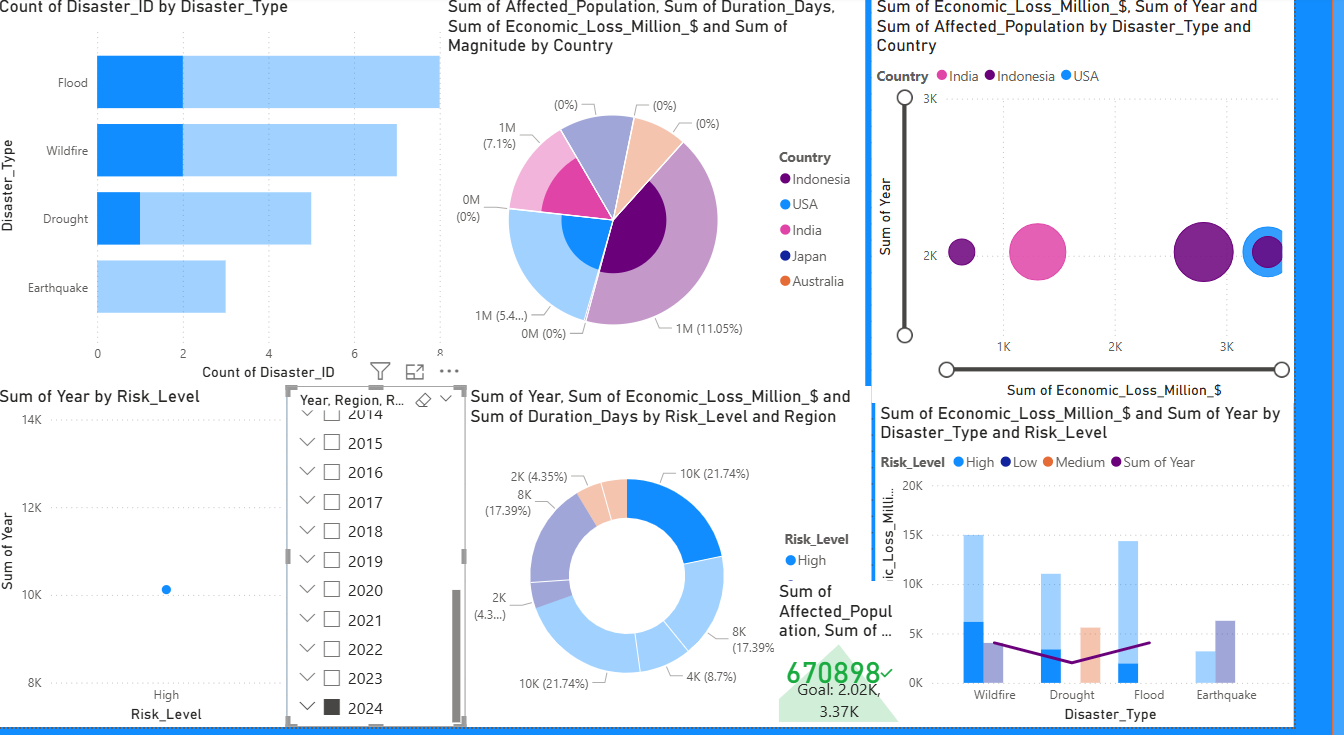 Count of Disaster_ID by Disaster_Type
Disaster_Type
Flood
Wildfire
Drought
Earthquake
0
2
4
6
8
Count of Disaster_ID
Sum of Affected_Population, Sum of Duration_Days,
Sum of Economic_Loss_Million_$ and Sum of
Magnitude by Country
(0%)
(0%)
(0%)
1M
(7.1%)
0M
(0%)
1M (5.4...)
0M (0%)
1M (11.05%)
Country
Indonesia
USA
India
Japan
Australia
Sum of Economic_Loss_Million_$, Sum of Year and
Sum of Affected_Population by Disaster_Type and
Country
Country India Indonesia USA
3K
2K
Sum of Year
1K
2K
3K
Sum of Economic_Loss_Million_$
Sum of Year by Risk_Level
14K
12K
10K
8K
Sum of Year
High
Risk_Level
Year, Region, R...
2014
2015
2016
2017
2018
2019
2020
2021
2022
2023
2024
Sum of Year, Sum of Economic_Loss_Million_$ and
Sum of Duration_Days by Risk_Level and Region
10K (21.74%)
2K (4.35%)
8K
(17.39%)
2K
(4.3...)
10K (21.74%)
4K (8.7%)
8K
(17.39%
Risk_Level
High
Sum of
Affected_Popul
ation, Sum of ...
670898
Goal: 2.02K,
3.37K
Sum of Economic_Loss_Million_$ and Sum of Year by
Disaster_Type and Risk_Level
Risk_Level High Low Medium Sum of Year
20K
15K
10K
5K
0K
ic_Loss_Milli...
Wildfire
Drought
Flood
Earthquake
Disaster_Type